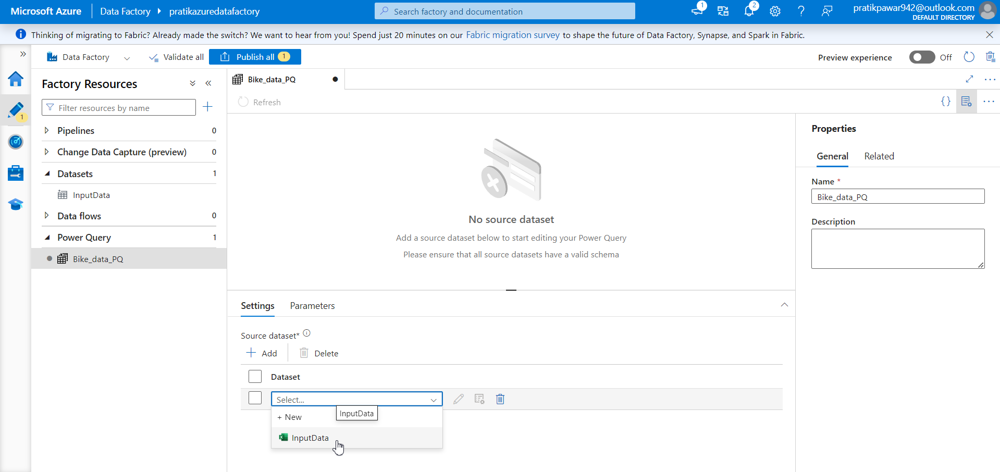 Microsoft Azure
Data Factory
pratikazuredatafactory
Search factory and documentation
1
2
pratikpawar942@outlook.com
DEFAULT DIRECTORY
Thinking of migrating to Fabric? Already made the switch? We want to hear from you! Spend just 20 minutes on our Fabric migration survey to shape the future of Data Factory, Synapse, and Spark in Fabric.
Data Factory
Validate all
Publish all 1
Preview experience
Off
Factory Resources
Bike_data_PQ
Filter resources by name
Refresh
1
Pipelines 0
Change Data Capture (preview) 0
Datasets 1
InputData
Data flows 0
Power Query 1
Bike_data_PQ
No source dataset
Add a source dataset below to start editing your Power Query
Please ensure that all source datasets have a valid schema
Settings
Parameters
Source dataset*
Add
Delete
Dataset
Select...
InputData
+ New
InputData
Properties
General
Related
Name *
Bike_data_PQ
Description